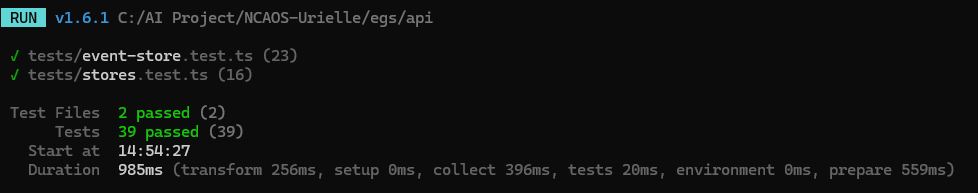 RUN v1.6.1 C:/AI Project/NCAOS-Urielle/egs/api
✓ tests/event-store.test.ts (23)
✓ tests/stores.test.ts (16)
Test Files 2 passed (2)
Tests 39 passed (39)
Start at 14:54:27
Duration 985ms (transform 256ms, setup 0ms, collect 396ms, tests 20ms, environment 0ms, prepare 559ms)